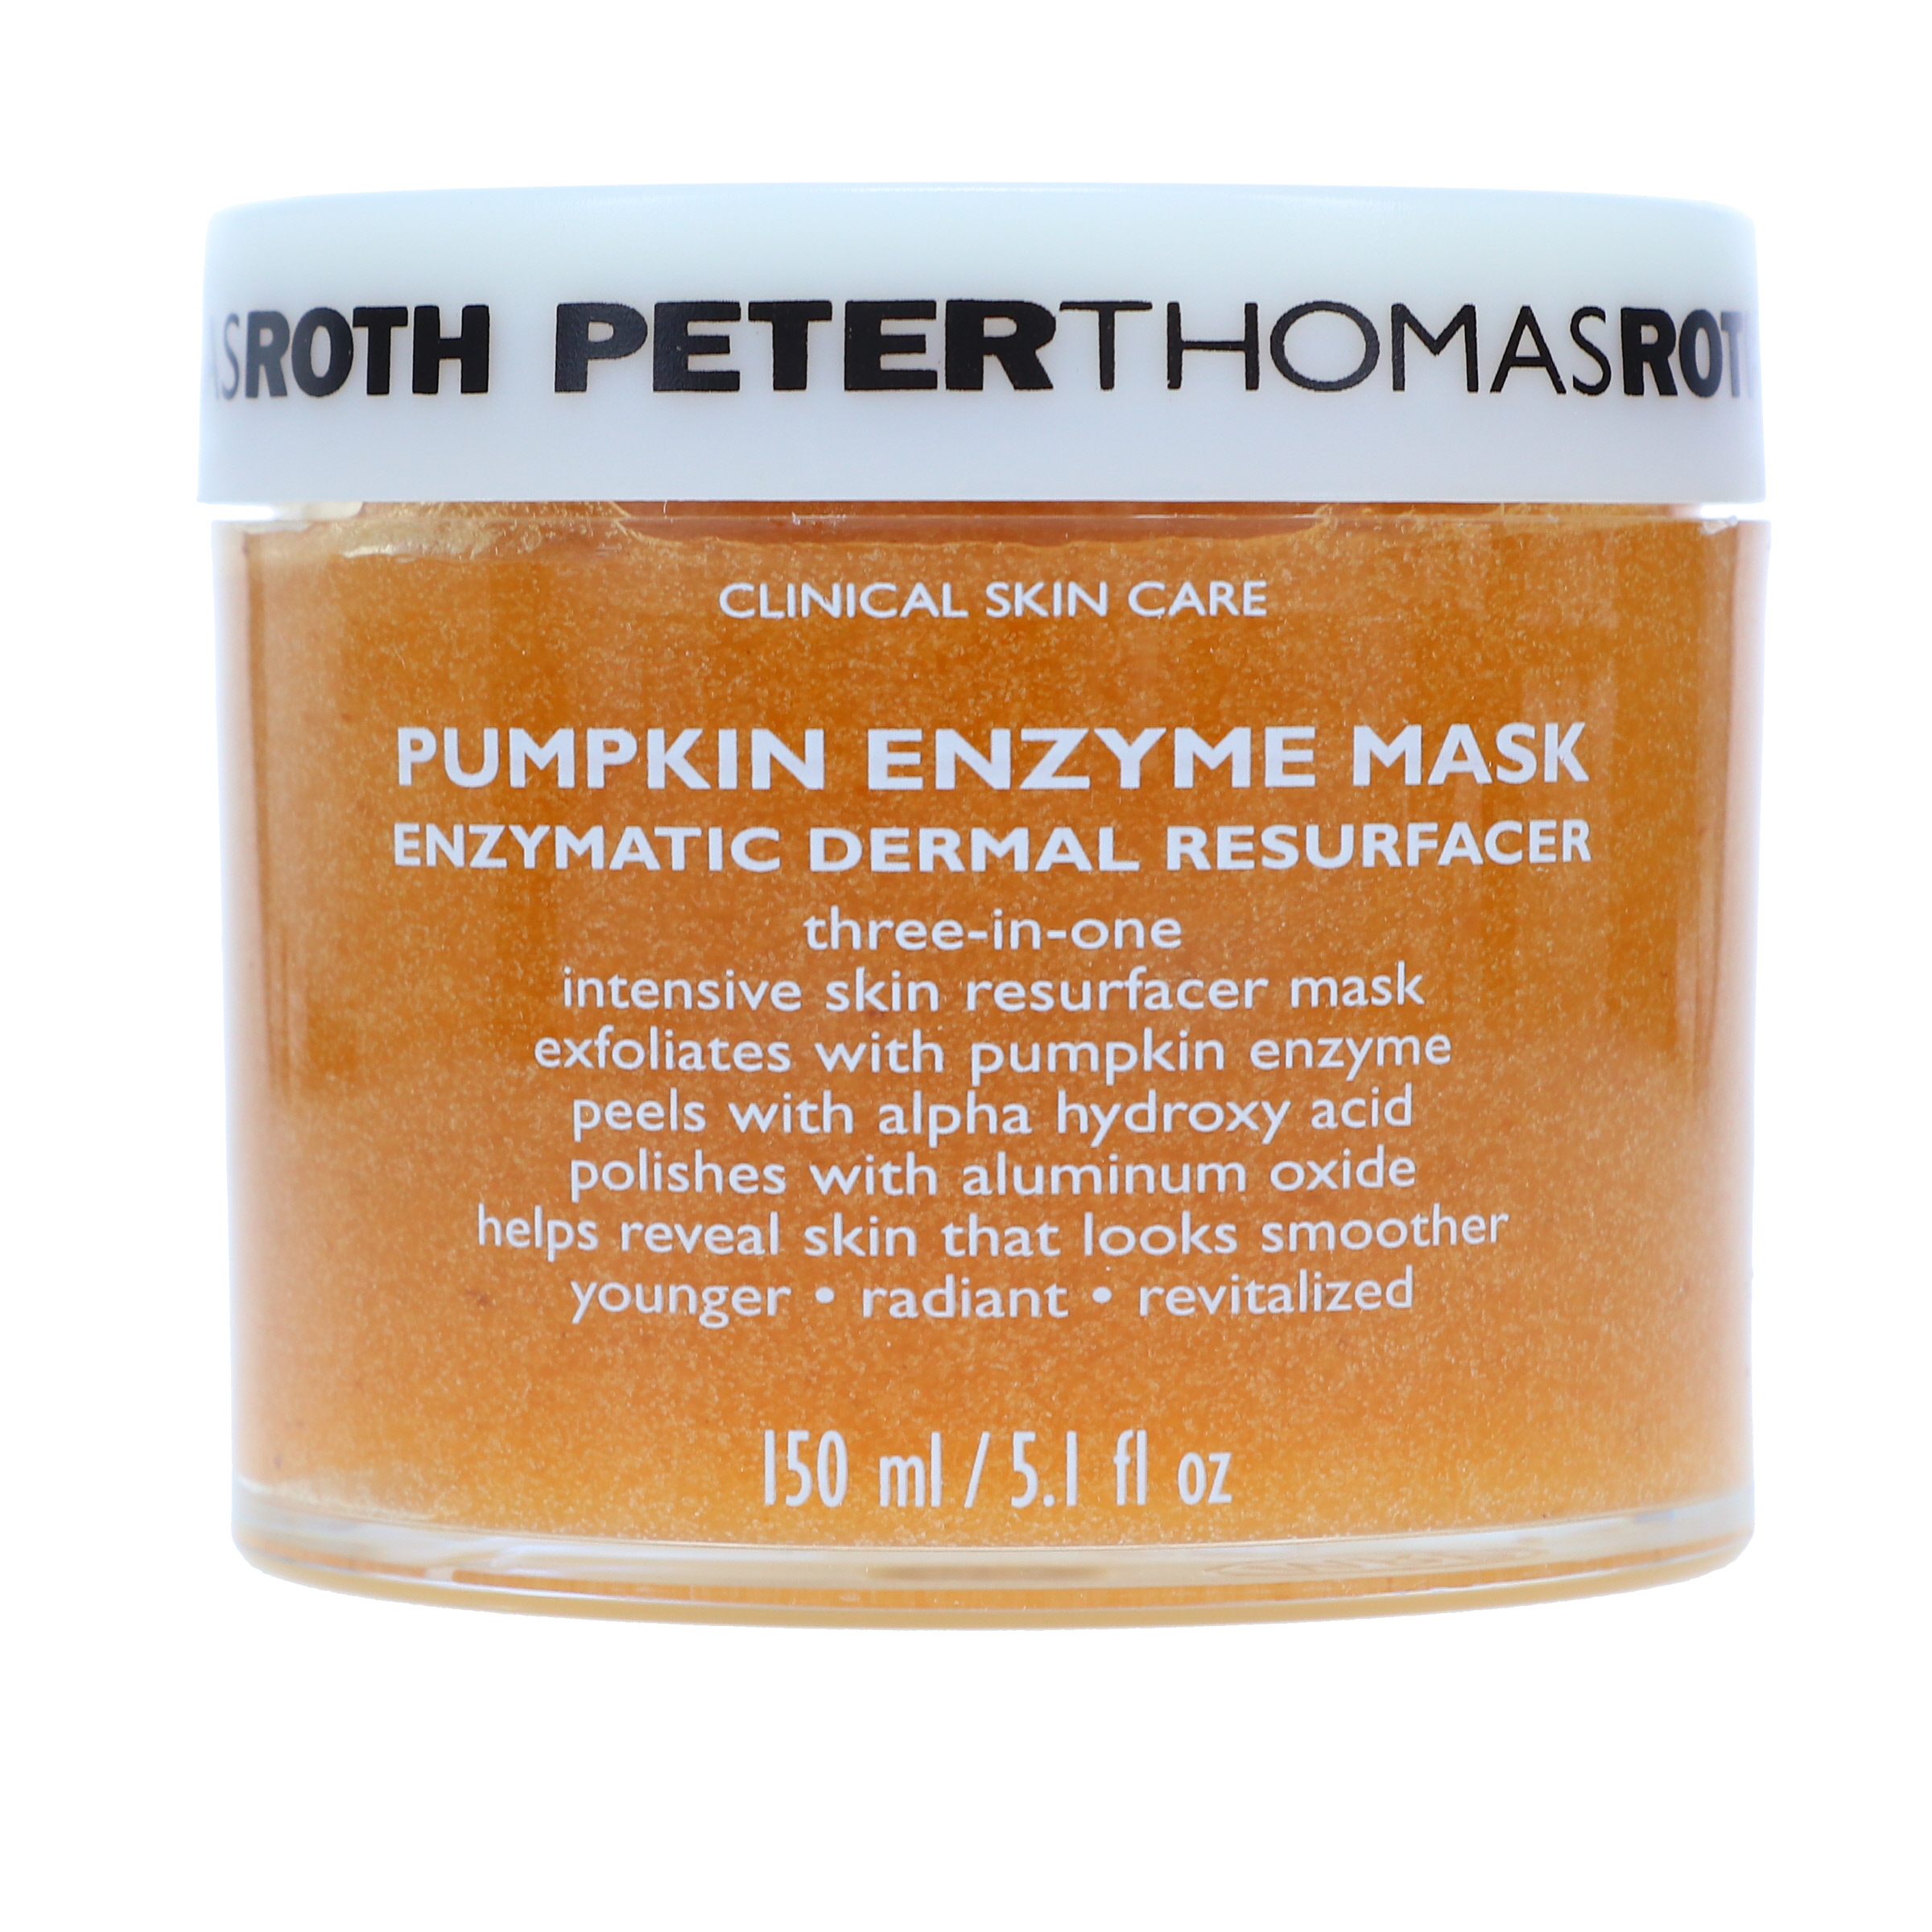 ASROTH PETERTHOMASROT
CLINICAL SKIN CARE
PUMPKIN ENZYME MASK
ENZYMATIC DERMAL RESURFACER
three-in-one
intensive skin resurfacer mask
exfoliates with pumpkin enzyme
peels with alpha hydroxy acid
polishes with aluminum oxide
helps reveal skin that looks smoother
younger • radiant • revitalized
150 ml / 5.1 fl oz